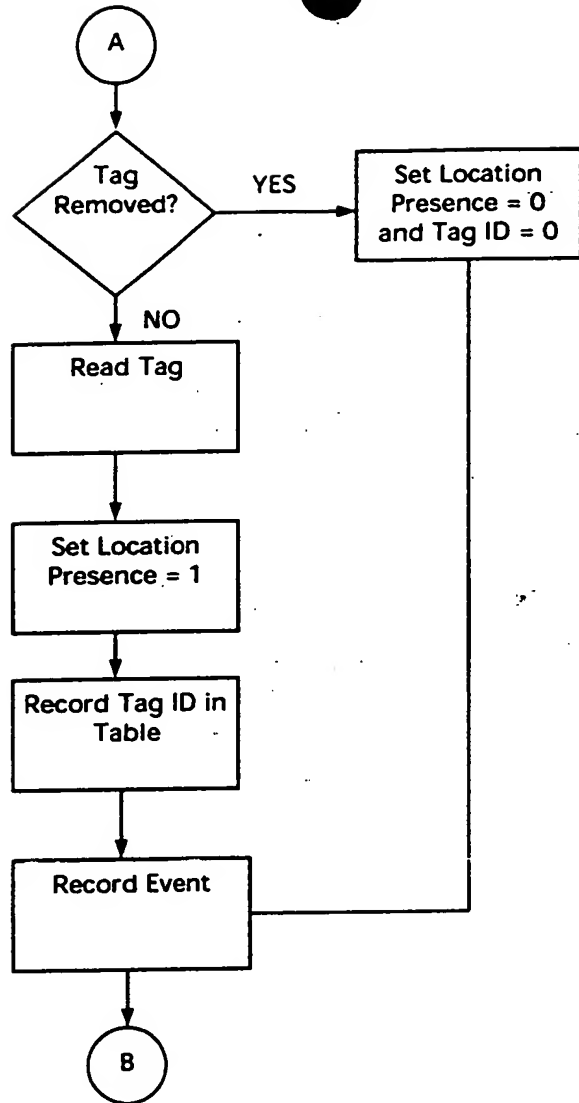 A
Tag
Removed?
YES
Set Location
Presence = 0
and Tag ID = 0
NO
Read Tag
Set Location
Presence = 1
Record Tag ID in
Table
Record Event
B